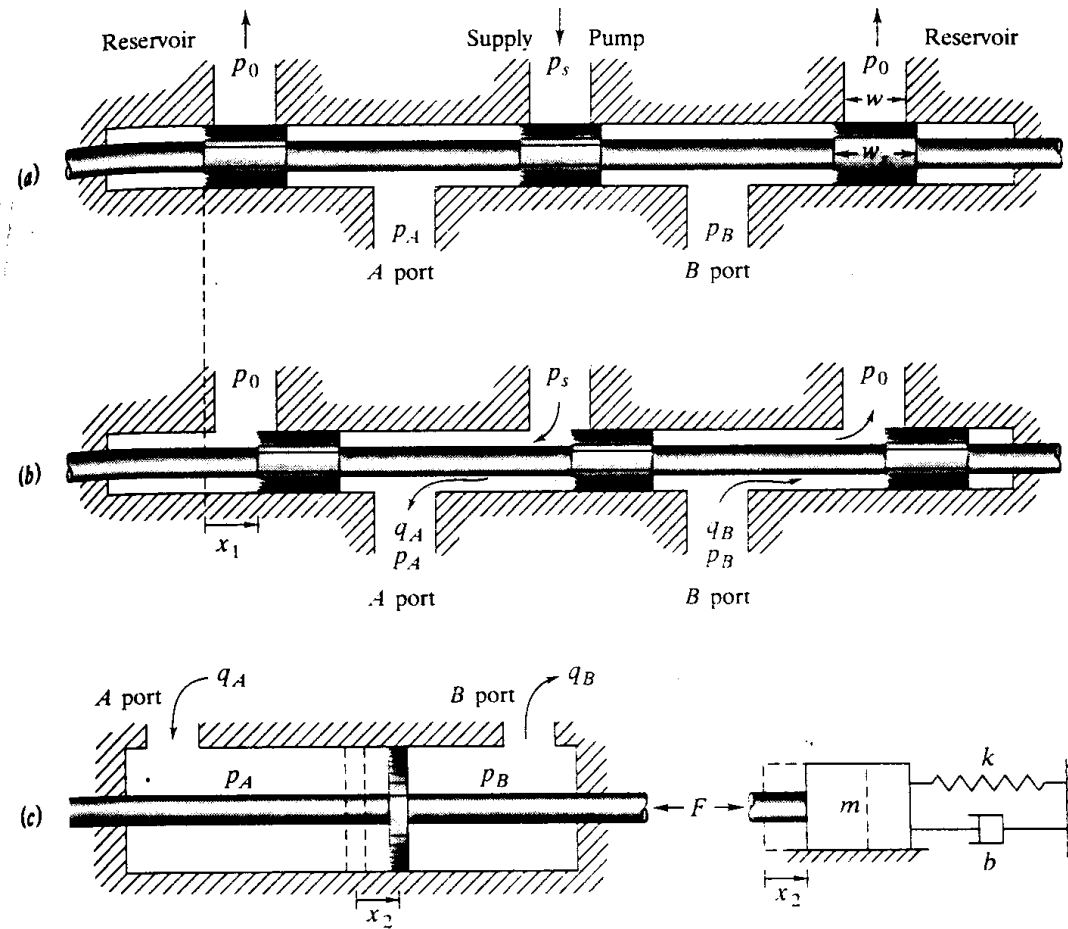 Reservoir Supply Pump Reservoir
p0 ps p0
w
w
(a)
pA pB
A port B port
p0 ps p0
(b)
x1 qA qB
pA pB
A port B port
A port qA B port qB
pA pB
(c) F m k
b
x2 x2